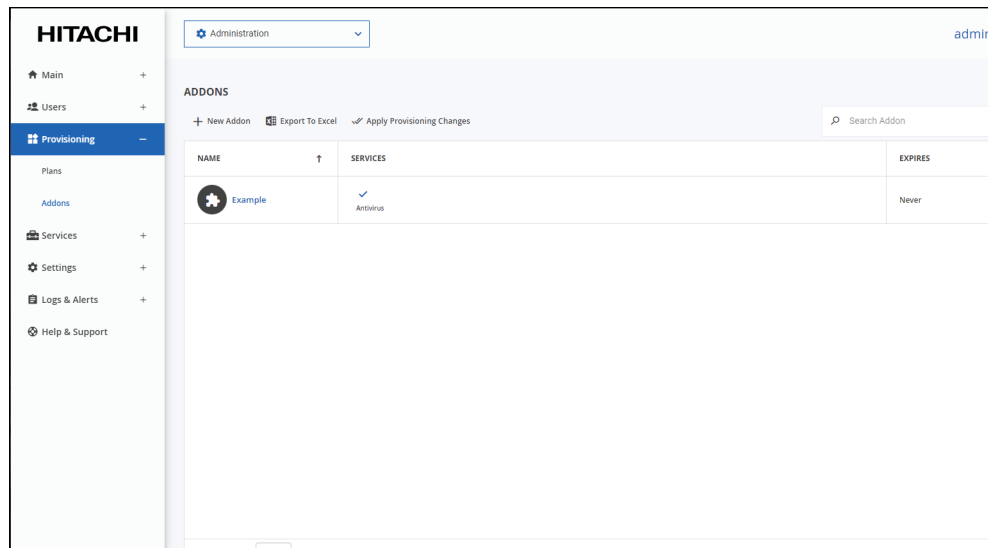 HITACHI
Administration
admin
Main
Users
Provisioning
Plans
Addons
Services
Settings
Logs & Alerts
Help & Support
ADDONS
New Addon Export To Excel Apply Provisioning Changes
Search Addon
NAME SERVICES EXPIRES
Example Antivirus Never